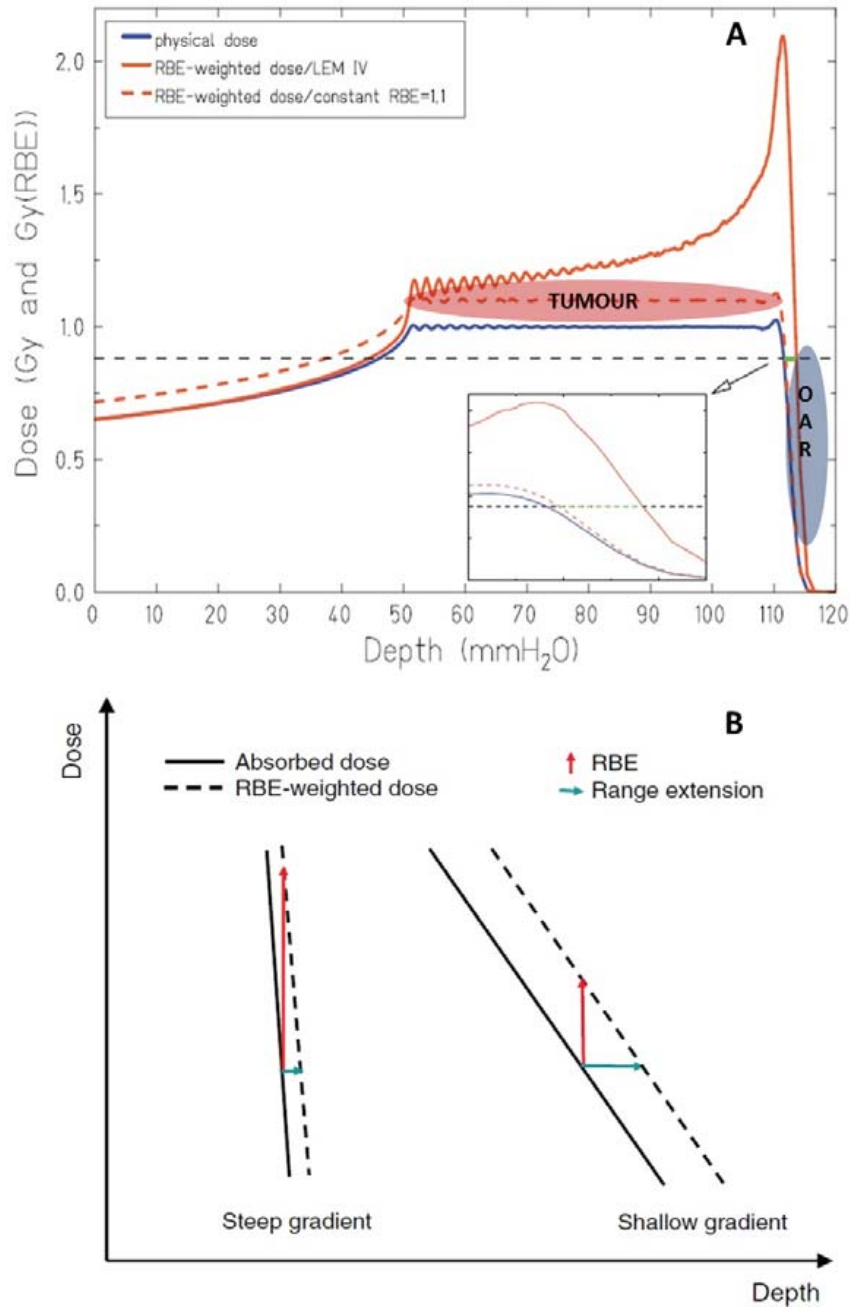 A
physical dose
RBE-weighted dose/LEM IV
RBE-weighted dose/constant RBE=1.1
2.0
1.5
1.0
0.5
0.0
Dose (Gy and Gy(RBE))
TUMOUR
O
A
R
0 10 20 30 40 50 60 70 80 90 100 110 120
Depth (mmH₂O)
B
Dose
Absorbed dose
RBE-weighted dose
RBE
Range extension
Steep gradient
Shallow gradient
Depth